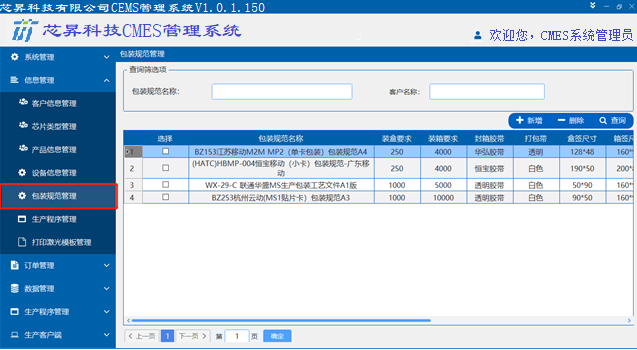 芯昇科技有限公司CEMS管理系统V1.0.1.150
芯昇科技CMES管理系统
欢迎您，CMES系统管理员
系统管理
信息管理
客户信息管理
芯片类型管理
产品信息管理
设备信息管理
包装规范管理
生产程序管理
打印激光模板管理
订单管理
数据管理
生产程序管理
生产客户端
包装规范管理
查询筛选项
包装规范名称：
客户名称：
新增 删除 查询
选择 包装规范名称 装盒要求 装箱要求 封箱胶带 打包带 盒签尺寸 箱签尺
1 BZ153江苏移动M2M MP2（单卡包装）包装规范A4 250 4000 华弘胶带 透明 128*48 160*
2 (HATC)HBMP-004恒宝移动（小卡）包装规范-广东移动 250 4000 恒宝胶带 白色 190*50 200*
3 WX-29-C 联通华盛MS生产包装工艺文件A1版 1000 5000 透明胶带 白色 50*90 160*
4 BZ253杭州云动(MS1贴片卡）包装规范A3 1000 10000 透明胶带 白色 90*50 160*
上一页 1 下一页 第 1 页 确定